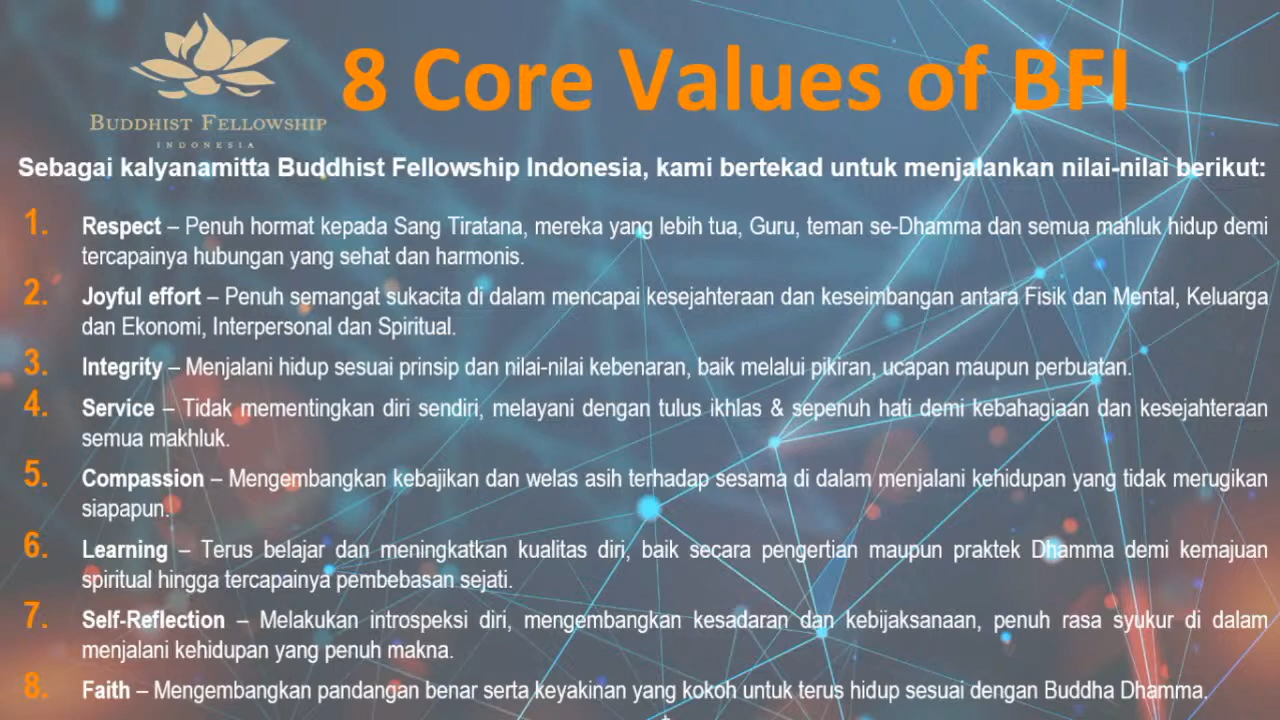 8 Core Values of BFI
BUDDHIST FELLOWSHIP
INDONESIA
Sebagai kalyanamitta Buddhist Fellowship Indonesia, kami bertekad untuk menjalankan nilai-nilai berikut:
1. Respect – Penuh hormat kepada Sang Tiratana, mereka yang lebih tua, Guru, teman se-Dhamma dan semua mahluk hidup demi
tercapainya hubungan yang sehat dan harmonis.
2. Joyful effort – Penuh semangat sukacita di dalam mencapai kesejahteraan dan keseimbangan antara Fisik dan Mental, Keluarga
dan Ekonomi, Interpersonal dan Spiritual.
3. Integrity – Menjalani hidup sesuai prinsip dan nilai-nilai kebenaran, baik melalui pikiran, ucapan maupun perbuatan.
4. Service – Tidak mementingkan diri sendiri, melayani dengan tulus ikhlas & sepenuh hati demi kebahagiaan dan kesejahteraan
semua makhluk.
5. Compassion – Mengembangkan kebajikan dan welas asih terhadap sesama di dalam menjalani kehidupan yang tidak merugikan
siapapun.
6. Learning – Terus belajar dan meningkatkan kualitas diri, baik secara pengertian maupun praktek Dhamma demi kemajuan
spiritual hingga tercapainya pembebasan sejati.
7. Self-Reflection – Melakukan introspeksi diri, mengembangkan kesadaran dan kebijaksanaan, penuh rasa syukur di dalam
menjalani kehidupan yang penuh makna.
8. Faith – Mengembangkan pandangan benar serta keyakinan yang kokoh untuk terus hidup sesuai dengan Buddha Dhamma.